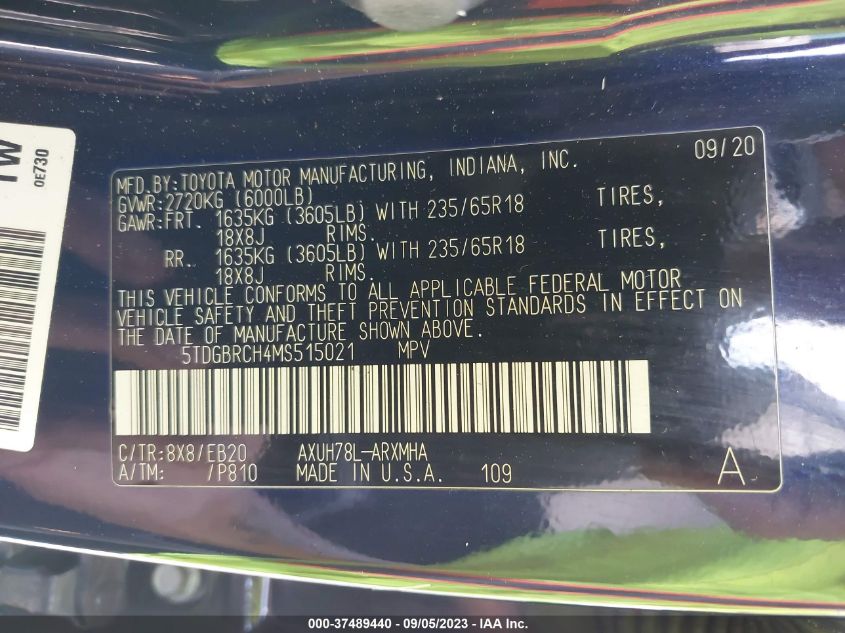 MFD.BY:TOYOTA MOTOR MANUFACTURING, INDIANA, INC. 09/20
GVWR:2720KG (6000LB)
GAWR:FRT. 1635KG (3605LB) WITH 235/65R18 TIRES,
18X8J RIMS.
RR. 1635KG (3605LB) WITH 235/65R18 TIRES,
18X8J RIMS.
THIS VEHICLE CONFORMS TO ALL APPLICABLE FEDERAL MOTOR
VEHICLE SAFETY AND THEFT PREVENTION STANDARDS IN EFFECT ON
THE DATE OF MANUFACTURE SHOWN ABOVE.
5TDGBRCH4MS515021 MPV
C/TR:8X8/EB20 AXUH78L-ARXMHA
A/TM: /P810 MADE IN U.S.A. 109 A
0E730
000-37489440 - 09/05/2023 - IAA Inc.